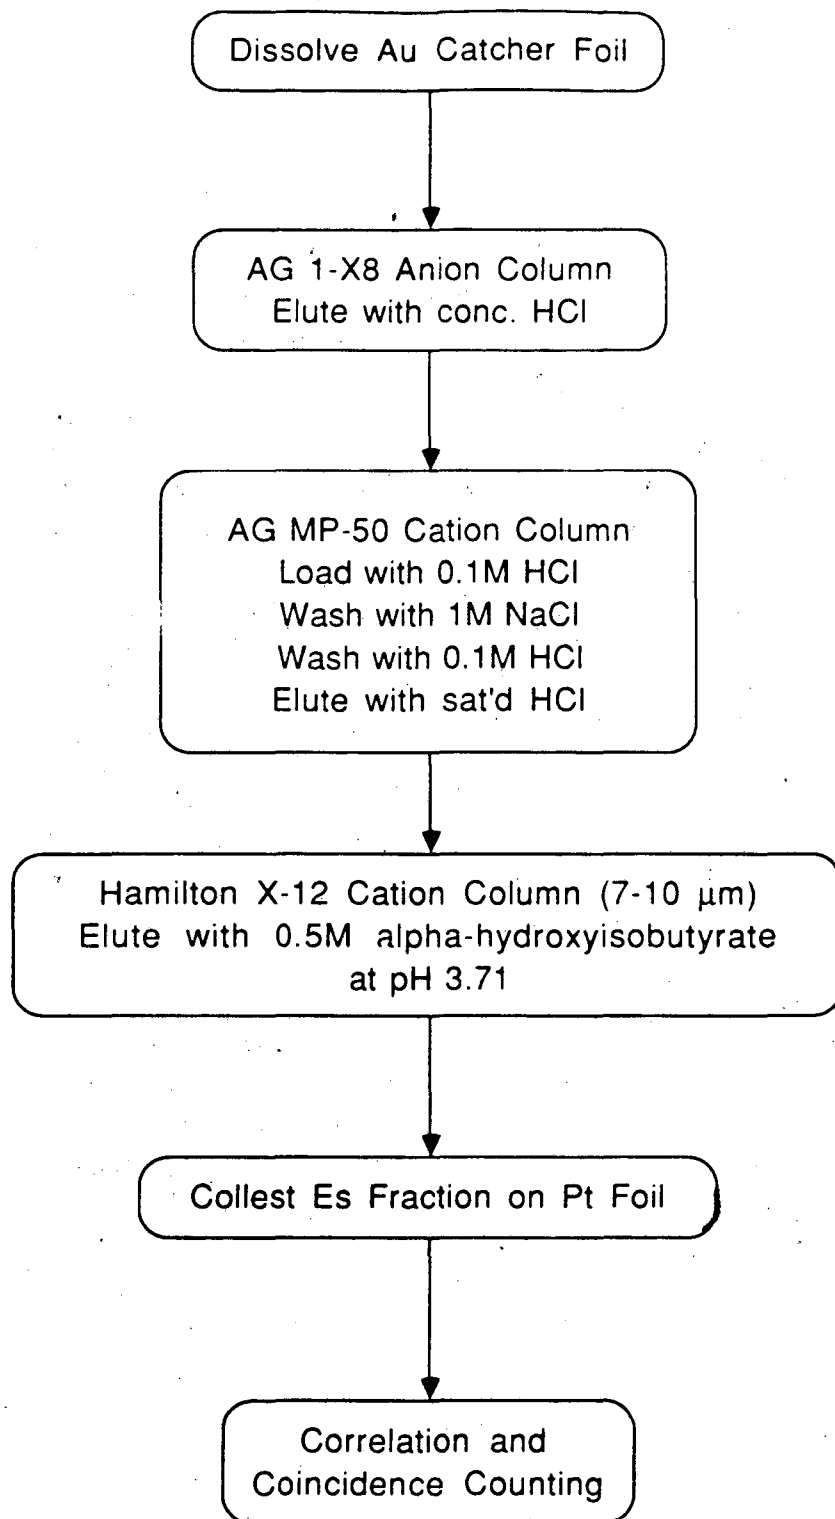 Dissolve Au Catcher Foil
AG 1-X8 Anion Column
Elute with conc. HCl
AG MP-50 Cation Column
Load with 0.1M HCl
Wash with 1M NaCl
Wash with 0.1M HCl
Elute with sat'd HCl
Hamilton X-12 Cation Column (7-10 μm)
Elute with 0.5M alpha-hydroxyisobutyrate
at pH 3.71
Collest Es Fraction on Pt Foil
Correlation and
Coincidence Counting